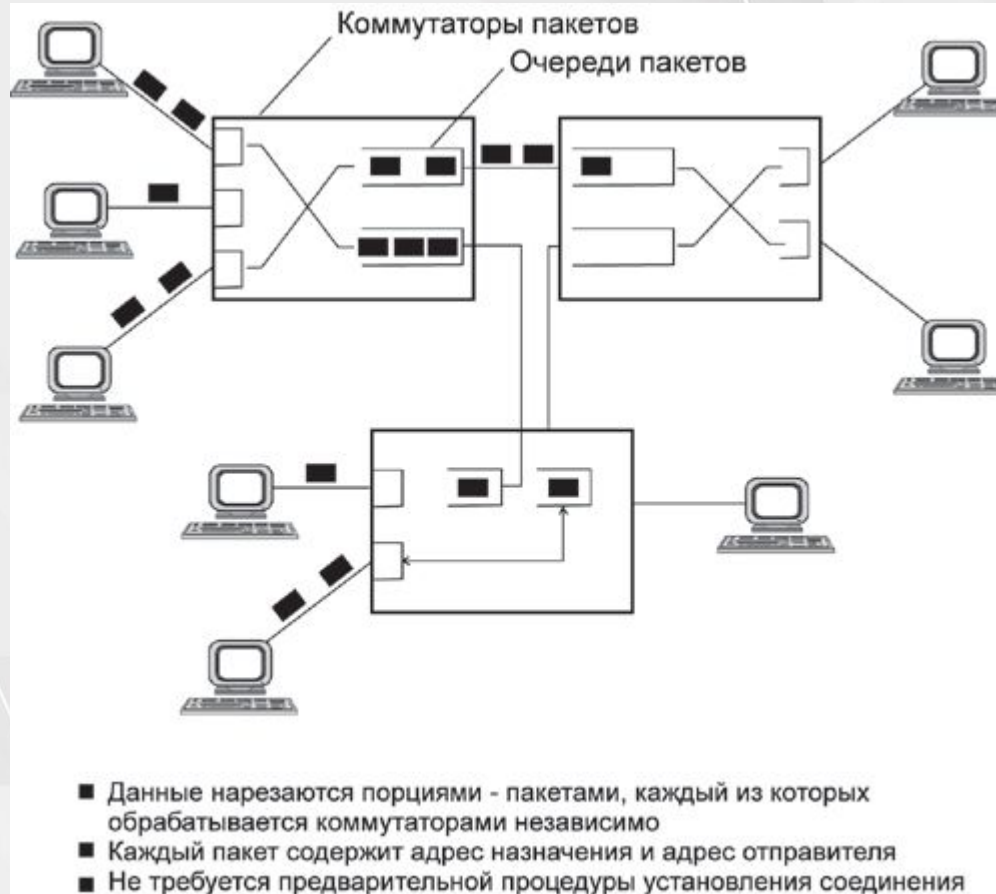 Коммутаторы пакетов
Очереди пакетов
■ Данные нарезаются порциями - пакетами, каждый из которых
обрабатывается коммутаторами независимо
■ Каждый пакет содержит адрес назначения и адрес отправителя
■ Не требуется предварительной процедуры установления соединения